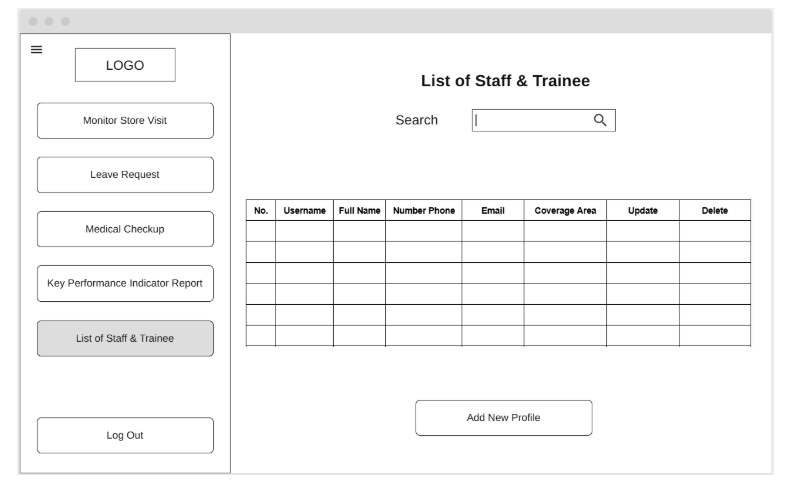 LOGO
Monitor Store Visit
Leave Request
Medical Checkup
Key Performance Indicator Report
List of Staff & Trainee
Log Out
List of Staff & Trainee
Search
No. Username Full Name Number Phone Email Coverage Area Update Delete
Add New Profile